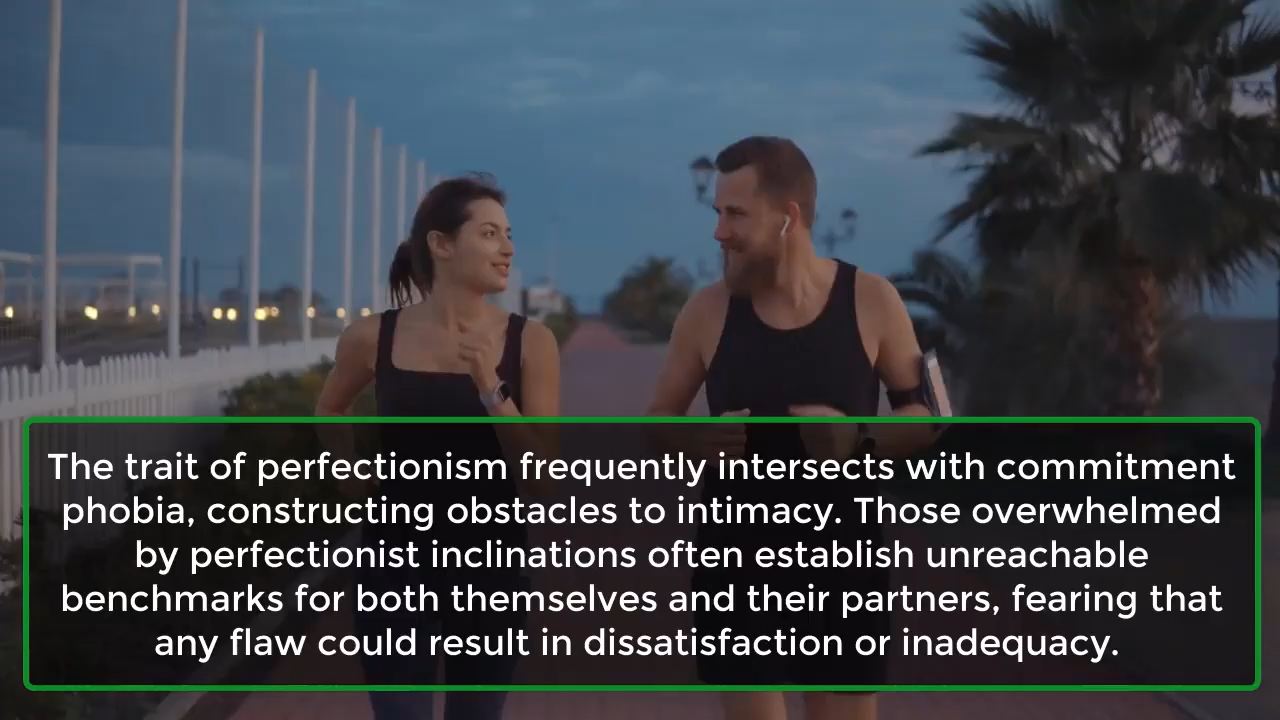 The trait of perfectionism frequently intersects with commitment
phobia, constructing obstacles to intimacy. Those overwhelmed
by perfectionist inclinations often establish unreachable
benchmarks for both themselves and their partners, fearing that
any flaw could result in dissatisfaction or inadequacy.